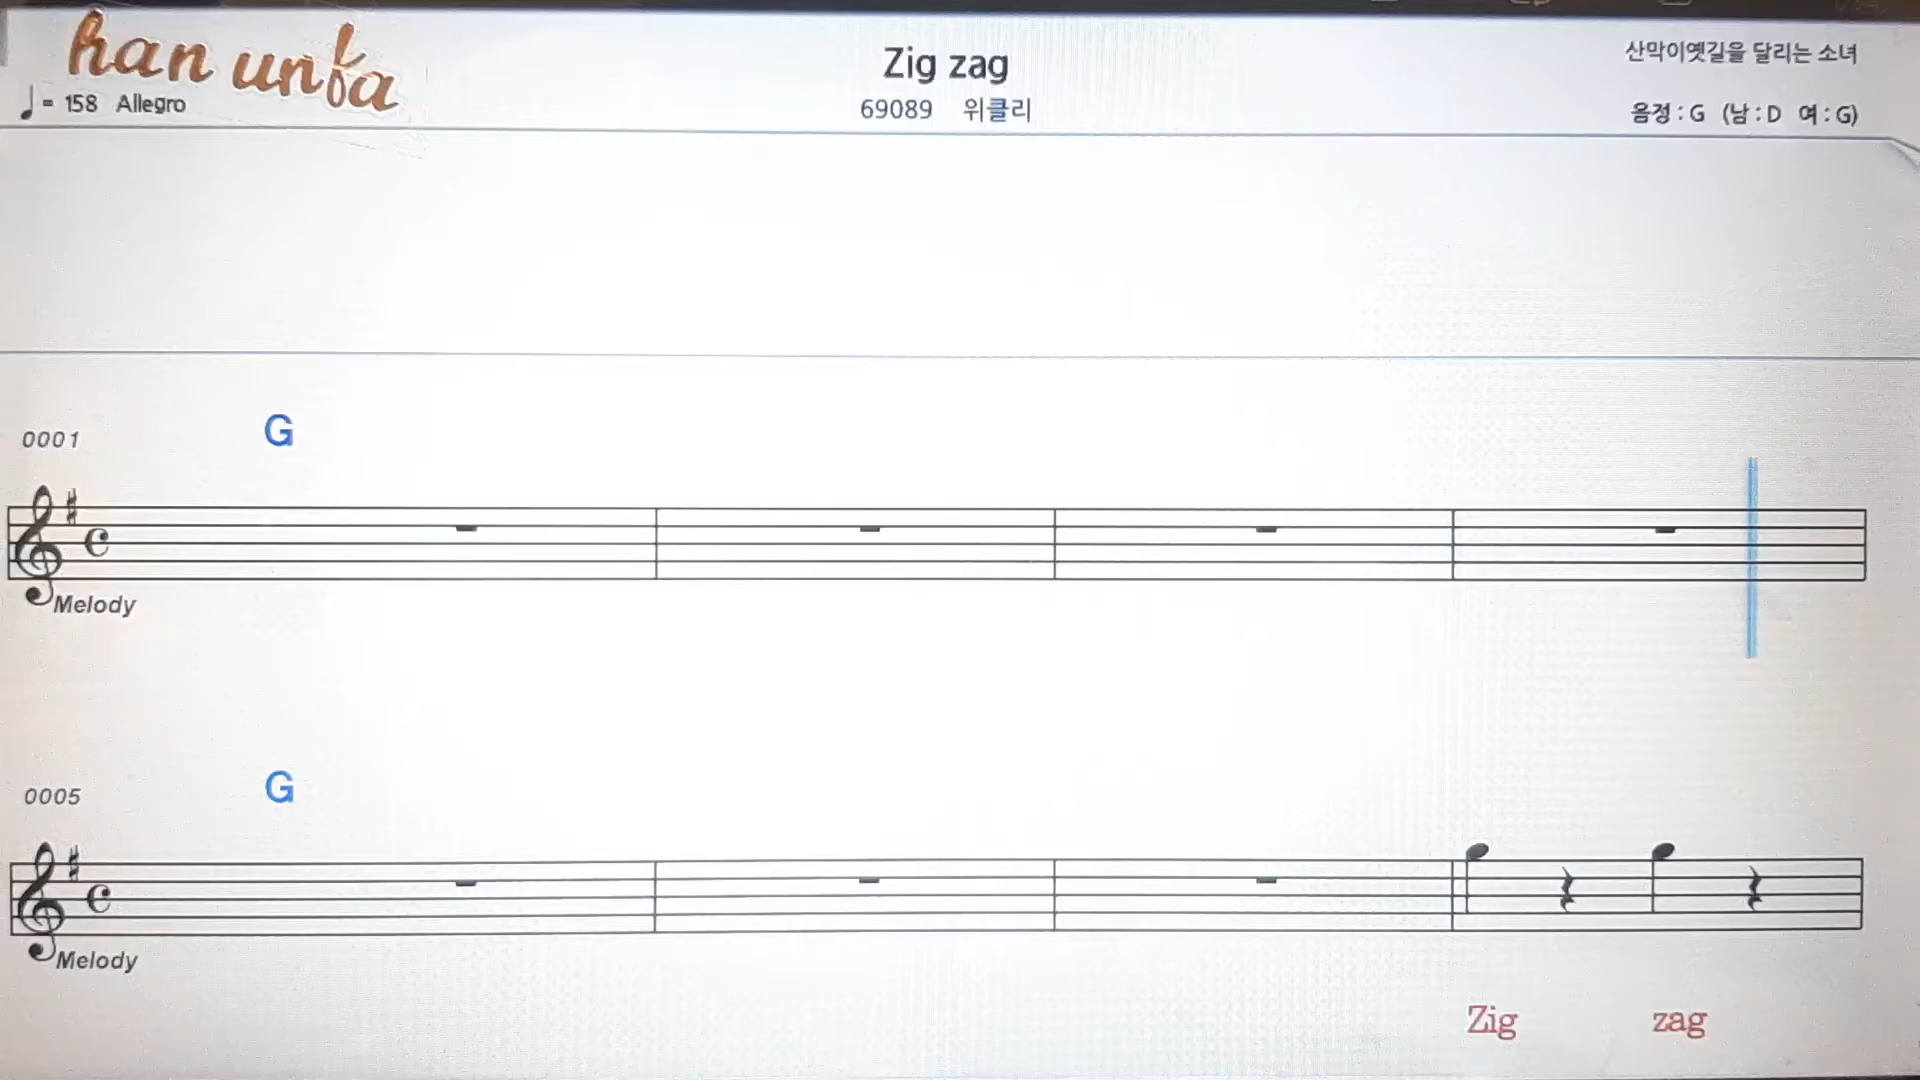 han unfa
Zig zag
산막이옛길을 달리는 소녀
♩ = 158 Allegro
69089 위클리
음정 : G (남 : D 여 : G)
0001 G
Melody
0005 G
Melody
Zig zag